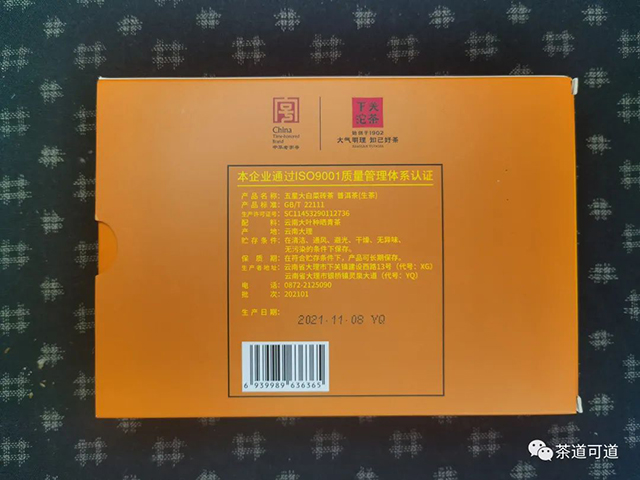 China
Time-honored
Brand
中华老字号
下关
沱茶
始创于1902
大气明理 知己好茶
本企业通过ISO9001质量管理体系认证
产品名称：五星大白菜砖茶 普洱茶(生茶)
产品标准：GB/T 22111
生产许可证号：SC11453290112736
配料：云南大叶种晒青茶
产地：云南大理
贮存条件：在清洁、通风、避光、干燥、无异味、
无污染的条件下保存。
保质期：在符合贮存条件下，产品可长期保存。
生产者地址：云南省大理市下关镇建设西路13号（代号：XG）
云南省大理市银桥镇灵泉大道（代号：YQ）
电话：0872-2125090
批次：202101
生产日期：
2021.11.08 YQ
6 939989 636365
茶道可道